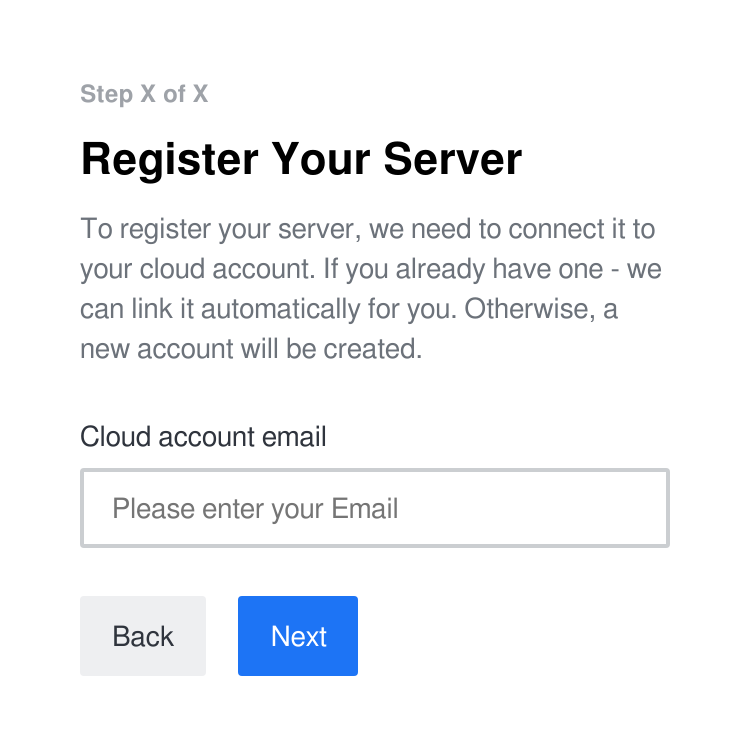 Step X of X
Register Your Server
To register your server, we need to connect it to
your cloud account. If you already have one - we
can link it automatically for you. Otherwise, a
new account will be created.
Cloud account email
Please enter your Email
Back
Next